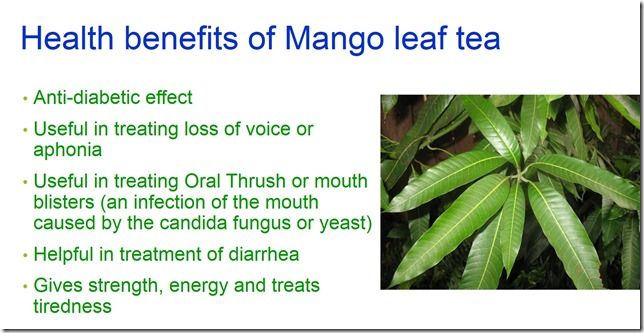 Health benefits of Mango leaf tea
• Anti-diabetic effect
• Useful in treating loss of voice or
aphonia
• Useful in treating Oral Thrush or mouth
blisters (an infection of the mouth
caused by the candida fungus or yeast)
• Helpful in treatment of diarrhea
• Gives strength, energy and treats
tiredness